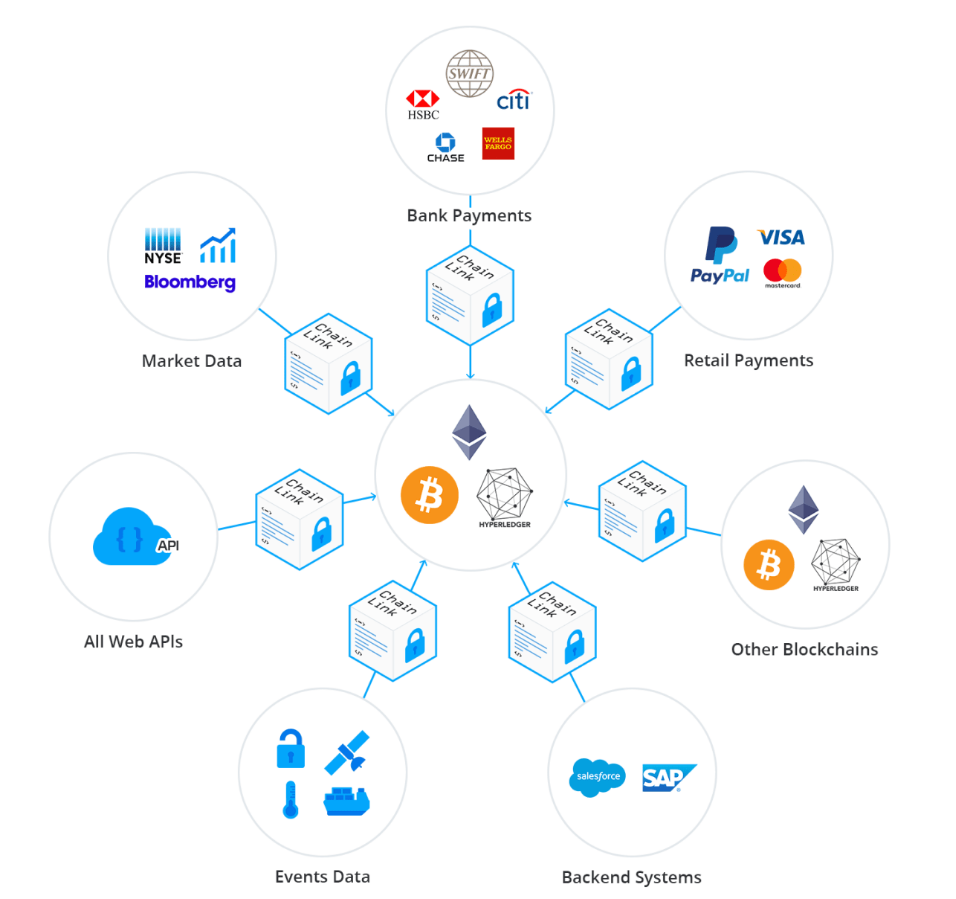 SWIFT
HSBC
citi
CHASE
WELLS
FARGO
Bank Payments
NYSE
Bloomberg
Market Data
PayPal
VISA
mastercard
Retail Payments
Chain
Link
<~>
</>
Chain
Link
<~>
</>
Chain
Link
<~>
</>
HYPERLEDGER
{ }
API
All Web APIs
Chain
Link
<~>
</>
Chain
Link
<~>
</>
HYPERLEDGER
Other Blockchains
Chain
Link
<~>
</>
Chain
Link
<~>
</>
Events Data
salesforce
SAP
Backend Systems